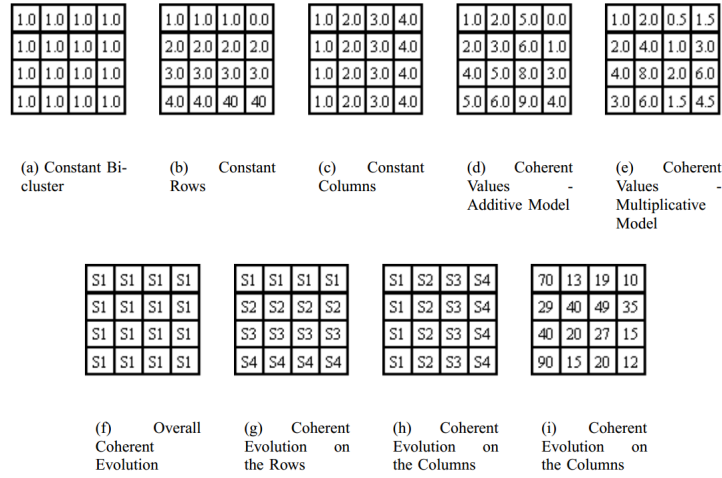 1.0 1.0 1.0 1.0
1.0 1.0 1.0 1.0
1.0 1.0 1.0 1.0
1.0 1.0 1.0 1.0
(a) Constant Bi-
cluster
1.0 1.0 1.0 0.0
2.0 2.0 2.0 2.0
3.0 3.0 3.0 3.0
4.0 4.0 40 40
(b) Constant
Rows
1.0 2.0 3.0 4.0
1.0 2.0 3.0 4.0
1.0 2.0 3.0 4.0
1.0 2.0 3.0 4.0
(c) Constant
Columns
1.0 2.0 5.0 0.0
2.0 3.0 6.0 1.0
4.0 5.0 8.0 3.0
5.0 6.0 9.0 4.0
(d) Coherent
Values -
Additive Model
1.0 2.0 0.5 1.5
2.0 4.0 1.0 3.0
4.0 8.0 2.0 6.0
3.0 6.0 1.5 4.5
(e) Coherent
Values -
Multiplicative
Model
S1 S1 S1 S1
S1 S1 S1 S1
S1 S1 S1 S1
S1 S1 S1 S1
(f) Overall
Coherent
Evolution
S1 S1 S1 S1
S2 S2 S2 S2
S3 S3 S3 S3
S4 S4 S4 S4
(g) Coherent
Evolution on
the Rows
S1 S2 S3 S4
S1 S2 S3 S4
S1 S2 S3 S4
S1 S2 S3 S4
(h) Coherent
Evolution on
the Columns
70 13 19 10
29 40 49 35
40 20 27 15
90 15 20 12
(i) Coherent
Evolution on
the Columns